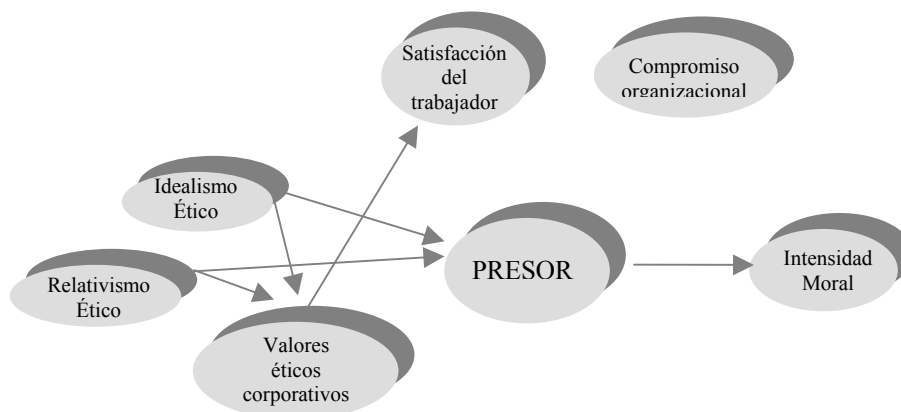 Satisfacción
del
trabajador
Compromiso
organizacional
Idealismo
Ético
PRESOR
Intensidad
Moral
Relativismo
Ético
Valores
éticos
corporativos